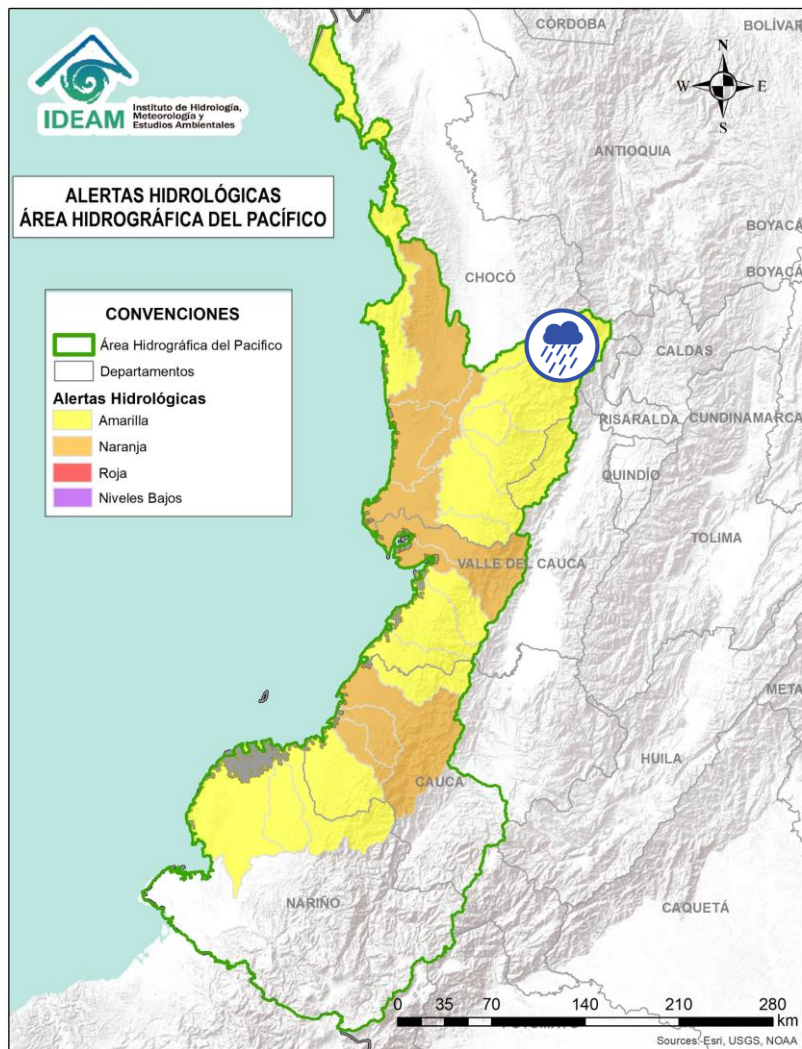 IDEAM
Instituto de Hidrología,
Meteorología y
Estudios Ambientales
ALERTAS HIDROLÓGICAS
ÁREA HIDROGRÁFICA DEL PACÍFICO
CONVENCIONES
Área Hidrográfica del Pacifico
Departamentos
Alertas Hidrológicas
Amarilla
Naranja
Roja
Niveles Bajos
N
W
E
S
CÓRDOBA
BOLÍVAR
ANTIOQUIA
BOYACÁ
BOYACÁ
CHOCÓ
CALDAS
RISARALDA
CUNDINAMARCA
QUINDÍO
TOLIMA
VALLE DEL CAUCA
META
HUILA
CAUCA
NARIÑO
CAQUETÁ
0 35 70 140 210 280
km
Sources: Esri, USGS, NOAA